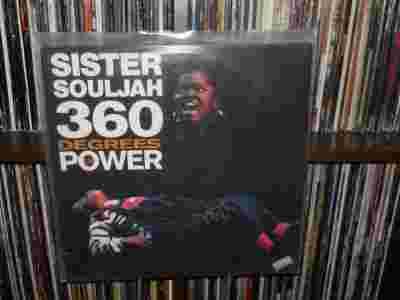 SISTER
SOULJAH
360
DEGREES
POWER